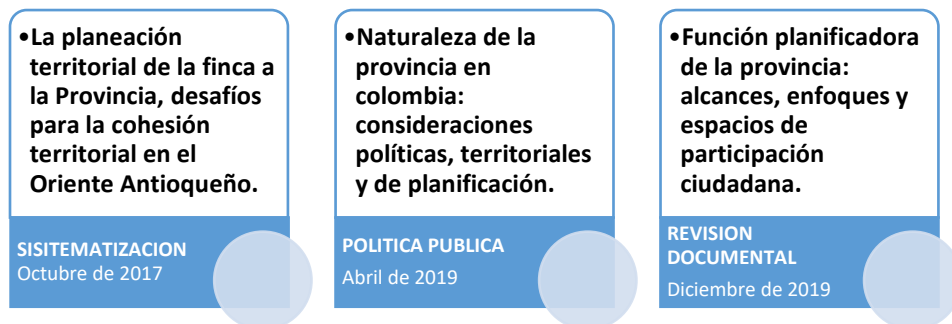 •La planeación
territorial de la finca a
la Provincia, desafíos
para la cohesión
territorial en el
Oriente Antioqueño.
SISITEMATIZACION
Octubre de 2017
•Naturaleza de la
provincia en
colombia:
consideraciones
políticas, territoriales
y de planificación.
POLITICA PUBLICA
Abril de 2019
•Función planificadora
de la provincia:
alcances, enfoques y
espacios de
participación
ciudadana.
REVISION
DOCUMENTAL
Diciembre de 2019